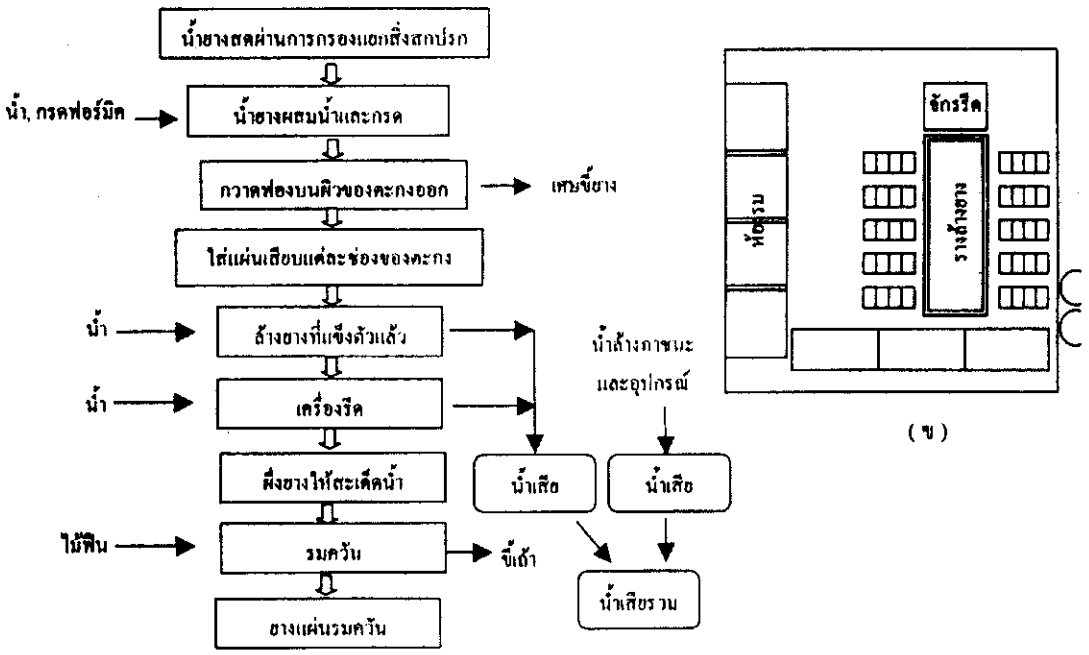 น้ำยางสดผ่านการกรองแยกสิ่งสกปรก
น้ำ, กรดฟอร์มิค
น้ำยางผสมน้ำและกรด
กวาดฟองบนผิวของตะกงออก
เศษขี้ยาง
ใส่แผ่นเสียบแต่ละช่องของตะกง
น้ำ
ล้างยางที่แข็งตัวแล้ว
น้ำ
เครื่องรีด
ผึ่งยางให้สะเด็ดน้ำ
ไม้ฟืน
รมควัน
ขี้เถ้า
ยางแผ่นรมควัน
น้ำล้างภาชนะ
และอุปกรณ์
น้ำเสีย
น้ำเสีย
น้ำเสียรวม
จักรรีด
ห้องรม
รางล้างยาง
( ข )